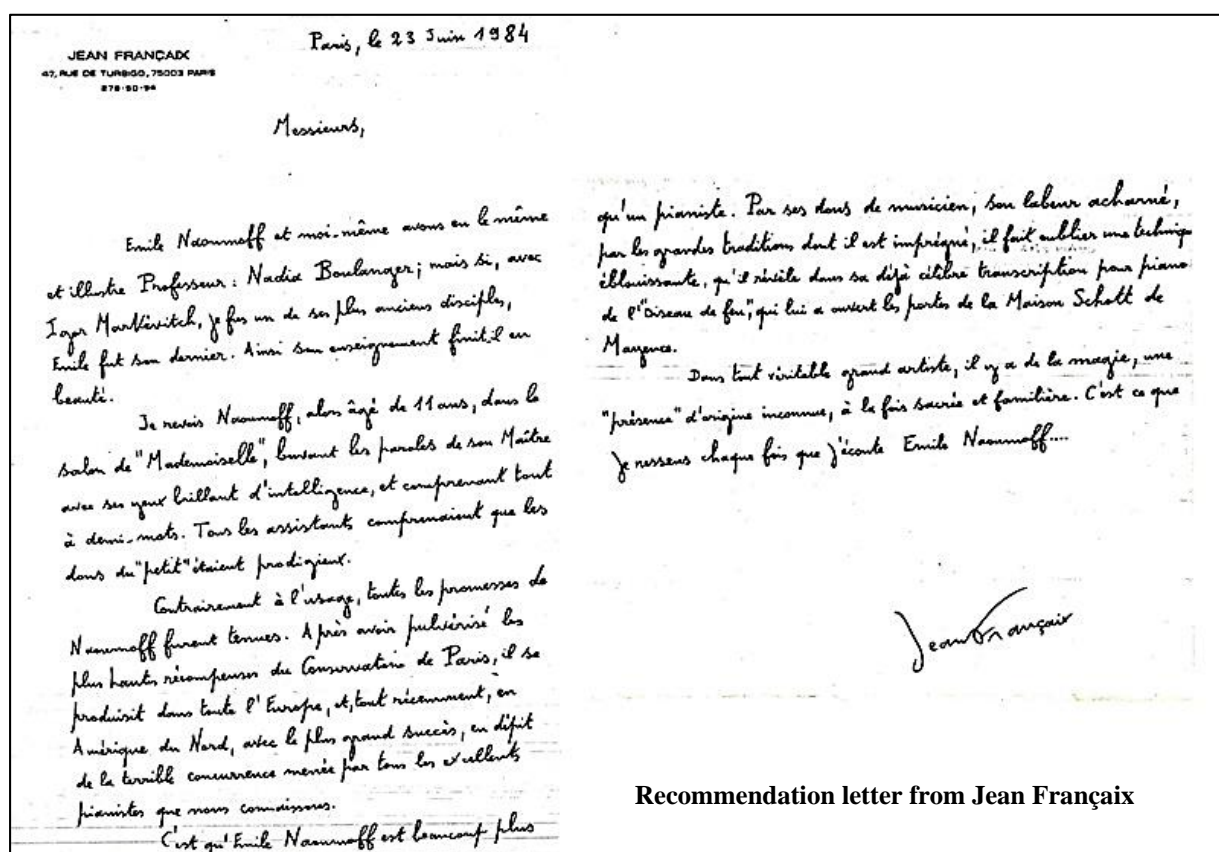 JEAN FRANÇAIX
47, RUE DE TURBIGO, 75003 PARIS
278-90-94
Paris, le 23 Juin 1984
Messieurs,
Emile Naoumoff et moi-même avons eu le même
et illustre Professeur : Nadia Boulanger ; mais si, avec
Igor Markévitch, je fus un de ses plus anciens disciples,
Emile fut son dernier. Ainsi son enseignement finit-il en
beauté.
Je revois Naoumoff, alors âgé de 11 ans, dans le
salon de "Mademoiselle", buvant les paroles de son Maître
avec ses yeux brillant d'intelligence, et comprenant tout
à demi-mots. Tous les assistants comprenaient que les
dons du "petit" étaient prodigieux.
Contrairement à l'usage, toutes les promesses de
Naoumoff furent tenues. Après avoir pulvérisé les
plus hautes récompenses du Conservatoire de Paris, il se
produisit dans toute l'Europe, et, tout récemment, en
Amérique du Nord, avec le plus grand succès, en dépit
de la terrible concurrence menée par tous les excellents
pianistes que nous connaissons.
C'est qu'Emile Naoumoff est beaucoup plus
qu'un pianiste. Par ses dons de musicien, son labeur acharné,
par les grandes traditions dont il est imprégné, il fait oublier une technique
éblouissante, qu'il révèle dans sa déjà célèbre transcription pour piano
de l'"Oiseau de feu", qui lui a ouvert les portes de la Maison Schott de
Mayence.
Dans tout véritable grand artiste, il y a de la magie, une
"présence" d'origine inconnue, à la fois sacrée et familière. C'est ce que
je ressens chaque fois que j'écoute Emile Naoumoff....
Jean Françaix
Recommendation letter from Jean Françaix